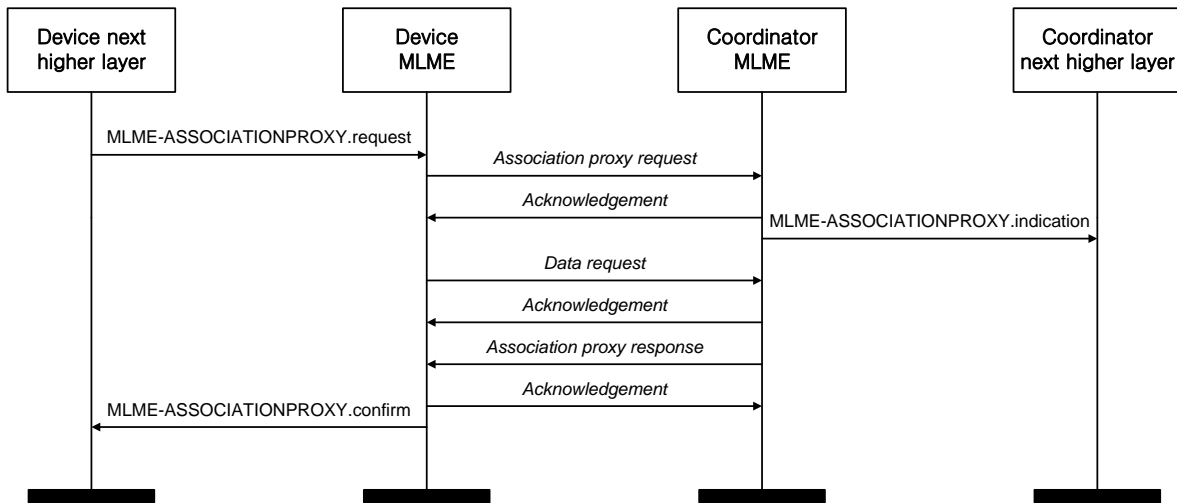 Device next
higher layer
Device
MLME
Coordinator
MLME
Coordinator
next higher layer
MLME-ASSOCIATIONPROXY.request
Association proxy request
Acknowledgement
MLME-ASSOCIATIONPROXY.indication
Data request
Acknowledgement
Association proxy response
Acknowledgement
MLME-ASSOCIATIONPROXY.confirm